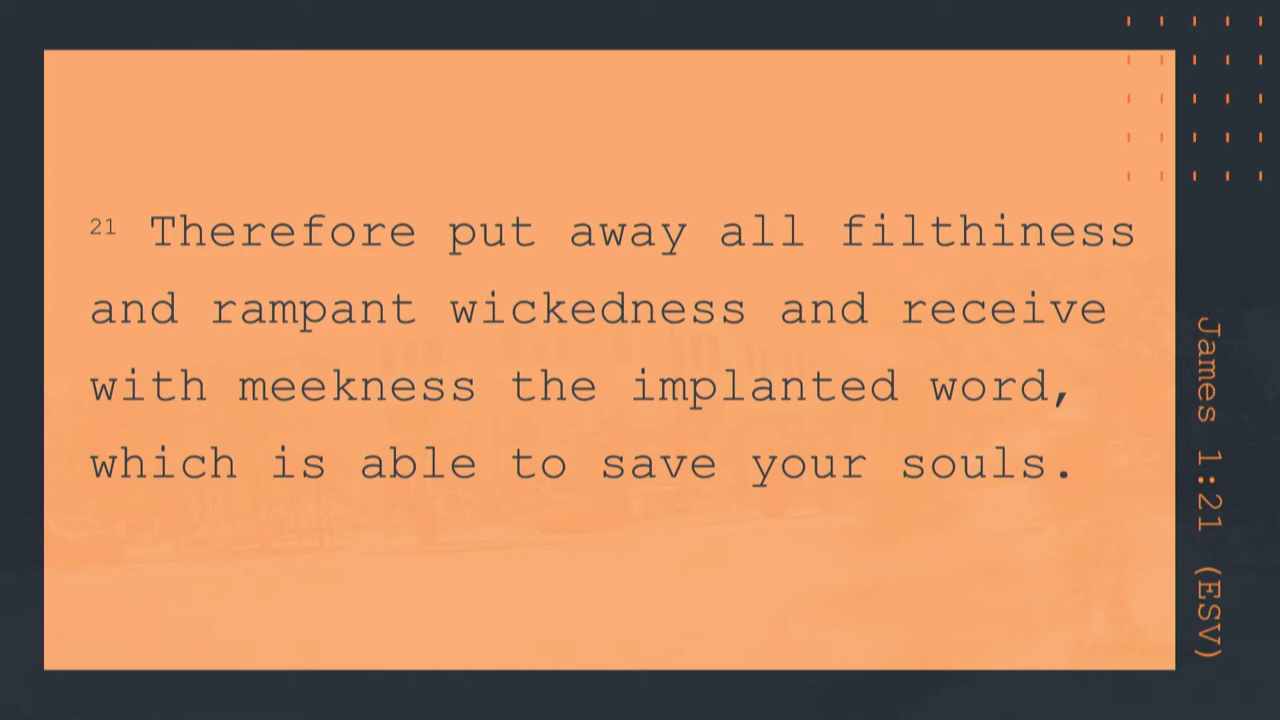 21 Therefore put away all filthiness
and rampant wickedness and receive
with meekness the implanted word,
which is able to save your souls.
James 1:21 (ESV)